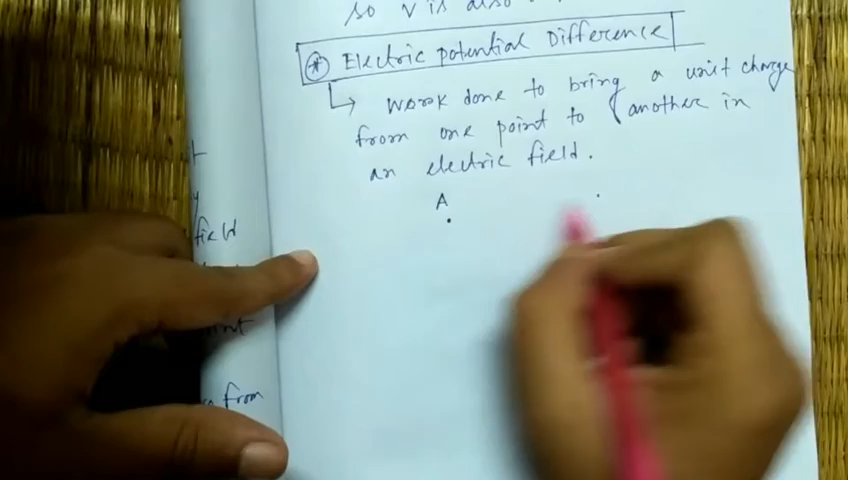 so V is also
* Electric potential Difference
work done to bring a unit charge
from one point to another in
an electric field.
A
field
from